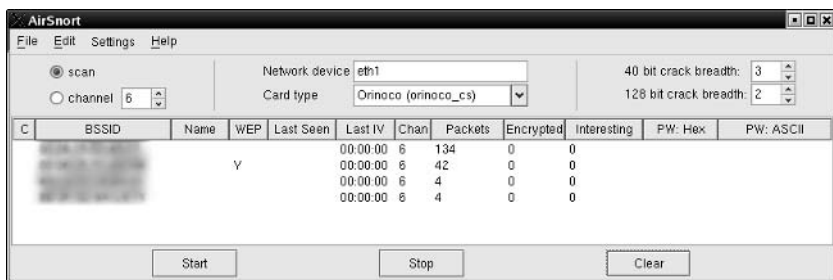 AirSnort
File Edit Settings Help
scan Network device eth1 40 bit crack breadth: 3
channel 6 Card type Orinoco (orinoco_cs) 128 bit crack breadth: 2
C BSSID Name WEP Last Seen Last IV Chan Packets Encrypted Interesting PW: Hex PW: ASCII
00:00:00 6 134 0 0
Y 00:00:00 6 42 0 0
00:00:00 6 4 0 0
00:00:00 6 4 0 0
Start Stop Clear